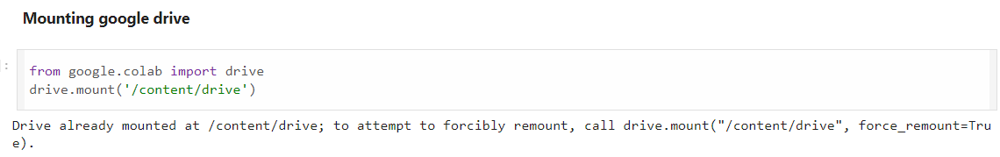 Mounting google drive
:
from google.colab import drive
drive.mount('/content/drive')
Drive already mounted at /content/drive; to attempt to forcibly remount, call drive.mount("/content/drive", force_remount=Tru
e).